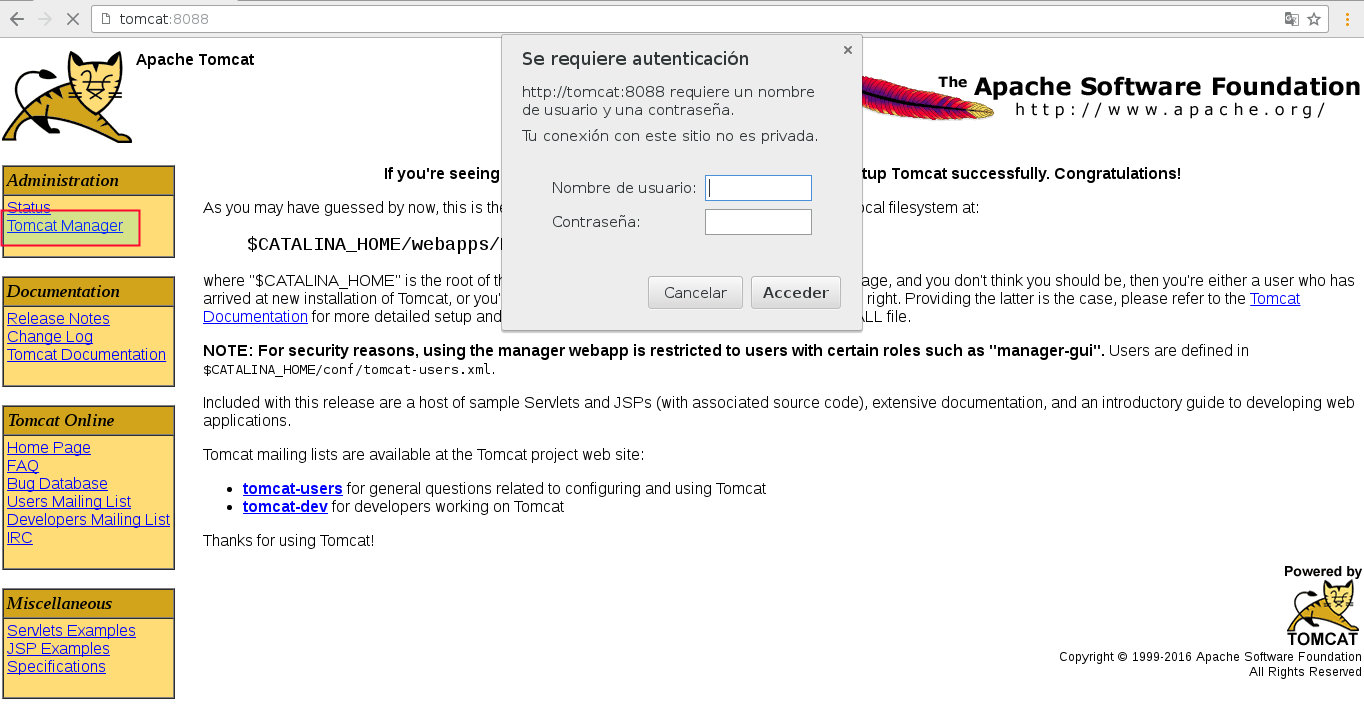 tomcat:8088
Apache Tomcat
Se requiere autenticación
×
http://tomcat:8088 requiere un nombre
de usuario y una contraseña.
Tu conexión con este sitio no es privada.
Nombre de usuario:
Contraseña:
Cancelar
Acceder
The Apache Software Foundation
http://www.apache.org/
Administration
Status
Tomcat Manager
Documentation
Release Notes
Change Log
Tomcat Documentation
Tomcat Online
Home Page
FAQ
Bug Database
Users Mailing List
Developers Mailing List
IRC
Miscellaneous
Servlets Examples
JSP Examples
Specifications
If you're seeing tup Tomcat successfully. Congratulations!
As you may have guessed by now, this is the ocal filesystem at:
$CATALINA_HOME/webapps/
where "$CATALINA_HOME" is the root of th age, and you don't think you should be, then you're either a user who has
arrived at new installation of Tomcat, or you' right. Providing the latter is the case, please refer to the Tomcat
Documentation for more detailed setup and ALL file.
NOTE: For security reasons, using the manager webapp is restricted to users with certain roles such as "manager-gui". Users are defined in
$CATALINA_HOME/conf/tomcat-users.xml.
Included with this release are a host of sample Servlets and JSPs (with associated source code), extensive documentation, and an introductory guide to developing web
applications.
Tomcat mailing lists are available at the Tomcat project web site:
• tomcat-users for general questions related to configuring and using Tomcat
• tomcat-dev for developers working on Tomcat
Thanks for using Tomcat!
Powered by
TOMCAT
Copyright © 1999-2016 Apache Software Foundation
All Rights Reserved